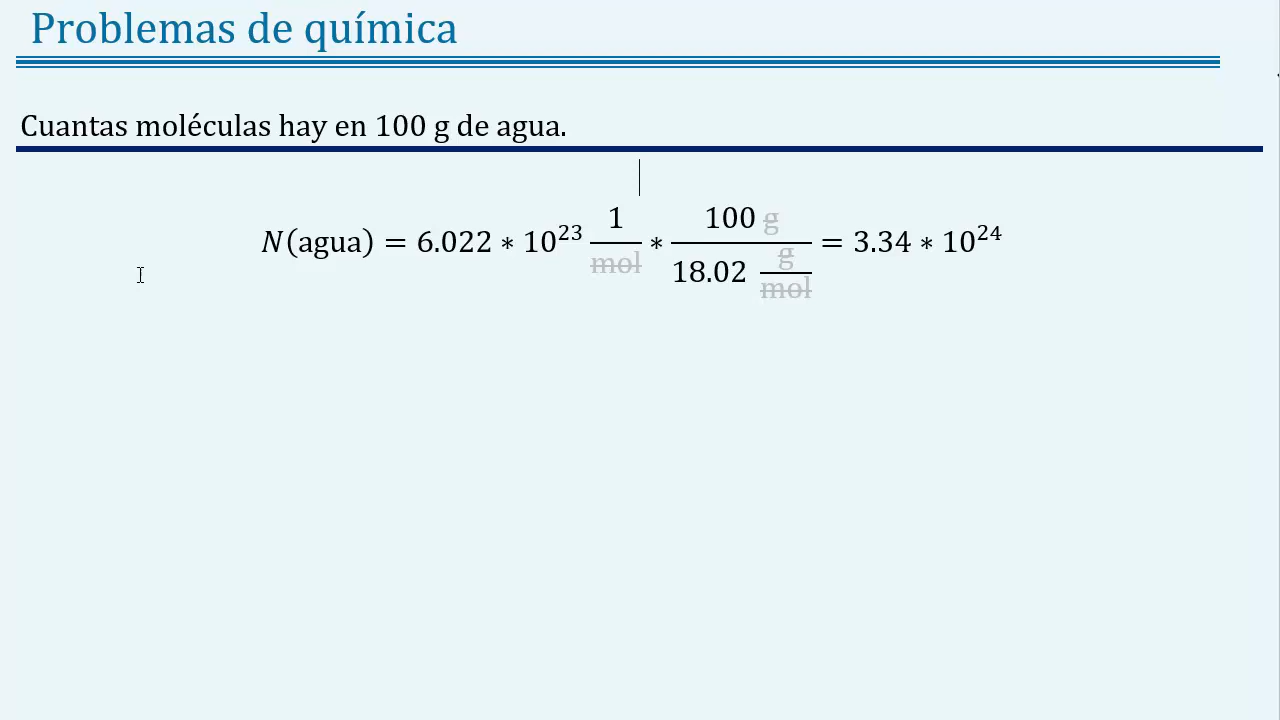 Problemas de química
Cuantas moléculas hay en 100 g de agua.
N(agua) = 6.022 * 10^23 1/mol * 100 g / (18.02 g/mol) = 3.34 * 10^24